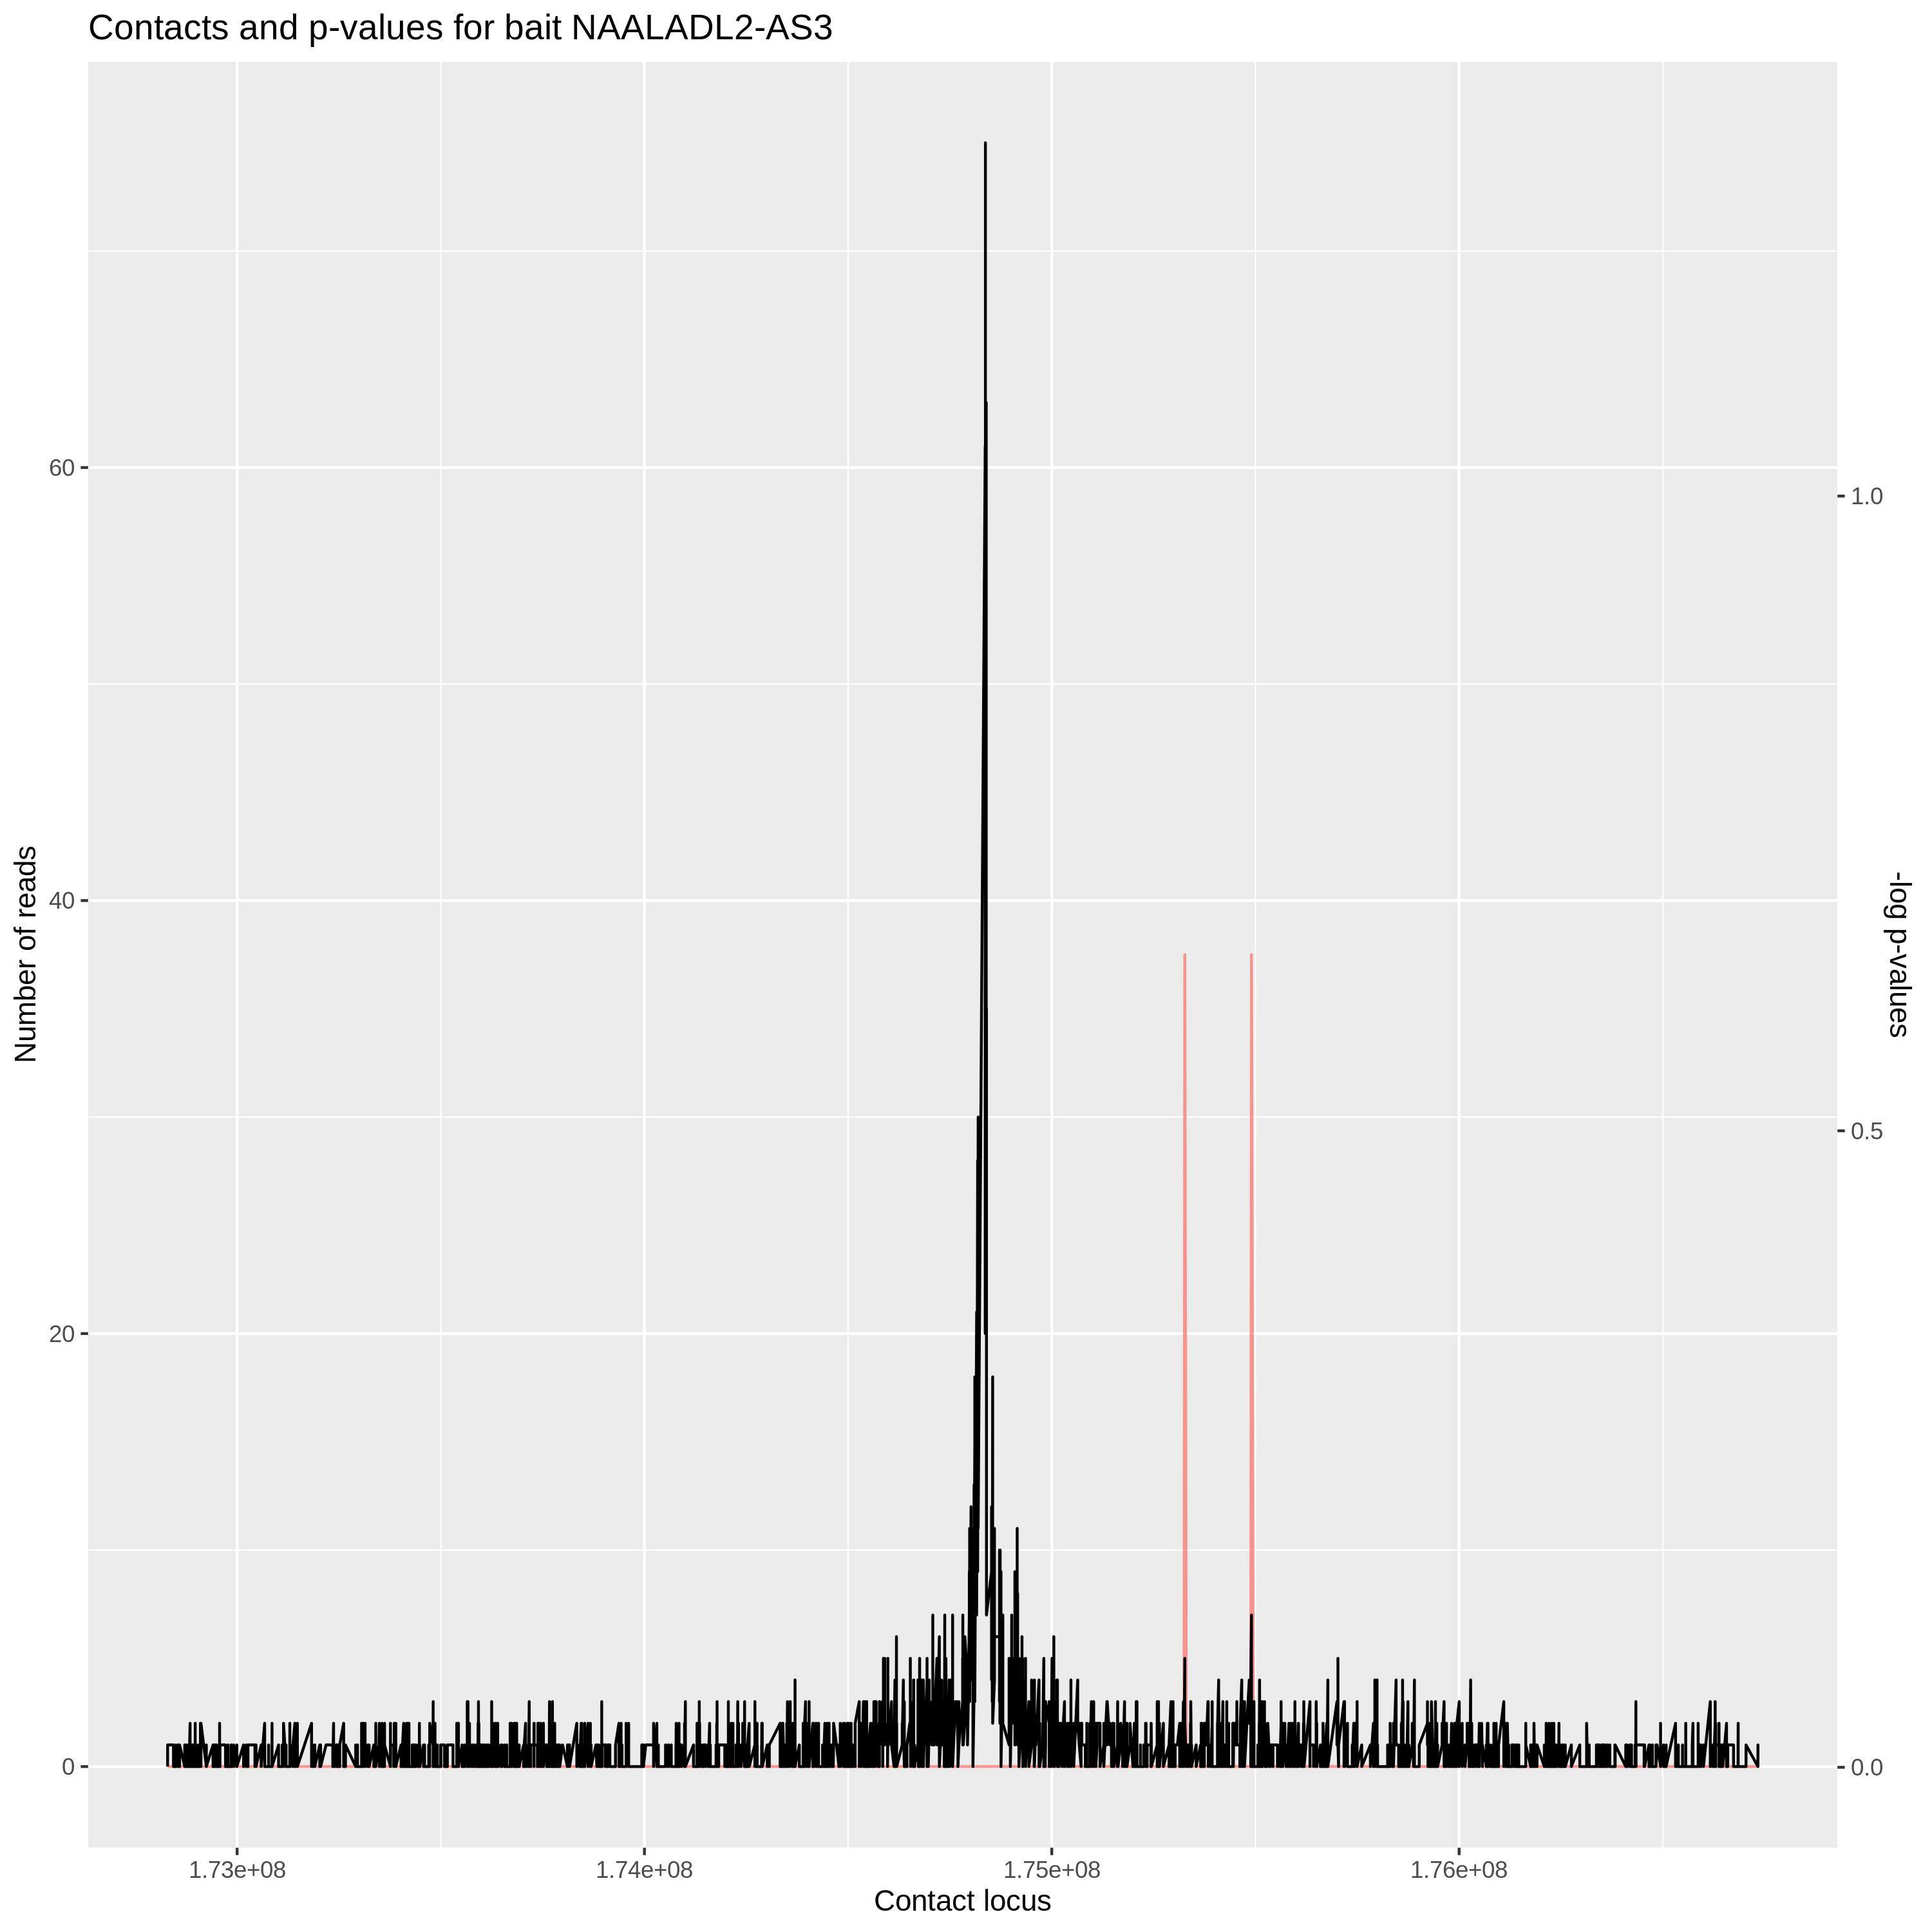 Contacts and p-values for bait NAALADL2-AS3
Number of reads
60
40
20
0
1.0
0.5
0.0
-log p-values
1.73e+08
1.74e+08
1.75e+08
1.76e+08
Contact locus